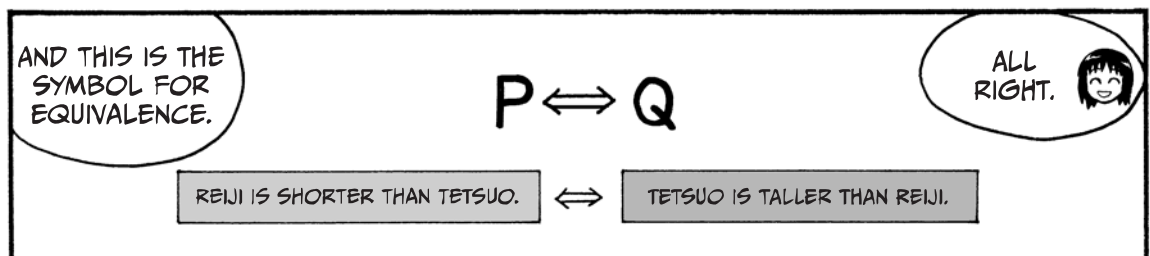 AND THIS IS THE
SYMBOL FOR
EQUIVALENCE.
P ⇔ Q
ALL
RIGHT.
REIJI IS SHORTER THAN TETSUO. ⇔ TETSUO IS TALLER THAN REIJI.